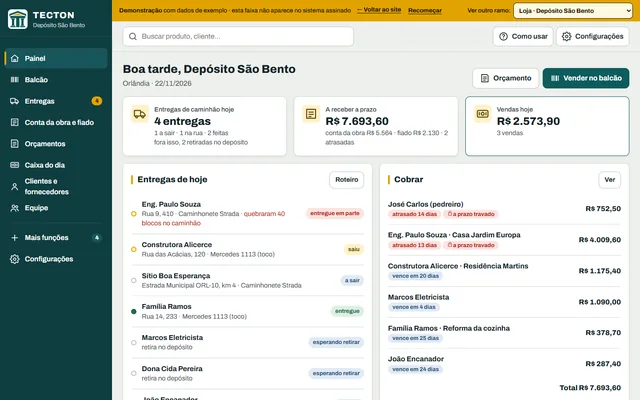 TECTON
Depósito São Bento
Demonstração com dados de exemplo · esta faixa não aparece no sistema assinado
← Voltar ao site
Recomeçar
Ver outro ramo:
Loja · Depósito São Bento
Buscar produto, cliente...
Como usar
Configurações
Painel
Balcão
Entregas
4
Conta da obra e fiado
Orçamentos
Caixa do dia
Clientes e
fornecedores
Equipe
Mais funções
4
Configurações
Boa tarde, Depósito São Bento
Orlândia · 22/11/2026
Orçamento
Vender no balcão
Entregas de caminhão hoje
4 entregas
1 a sair · 1 na rua · 2 feitas
fora isso, 2 retiradas no depósito
A receber a prazo
R$ 7.693,60
conta da obra R$ 5.564 · fiado R$ 2.130 · 2
atrasadas
Vendas hoje
R$ 2.573,90
3 vendas
Entregas de hoje
Roteiro
Eng. Paulo Souza
Rua 9, 410 · Caminhonete Strada · quebraram 40
blocos no caminhão
entregue em parte
Construtora Alicerce
Rua das Acácias, 120 · Mercedes 1113 (toco)
saiu
Sítio Boa Esperança
Estrada Municipal ORL-10, km 4 · Caminhonete Strada
a sair
Família Ramos
Rua 14, 233 · Mercedes 1113 (toco)
entregue
Marcos Eletricista
retira no depósito
esperando retirar
Dona Cida Pereira
retira no depósito
esperando retirar
João Encanador
Cobrar
Ver
José Carlos (pedreiro)
atrasado 14 dias
a prazo travado
R$ 752,50
Eng. Paulo Souza · Casa Jardim Europa
atrasado 13 dias
a prazo travado
R$ 4.009,60
Construtora Alicerce · Residência Martins
vence em 20 dias
R$ 1.175,40
Marcos Eletricista
vence em 4 dias
R$ 1.090,00
Família Ramos · Reforma da cozinha
vence em 25 dias
R$ 378,70
João Encanador
vence em 24 dias
R$ 287,40
Total R$ 7.693,60